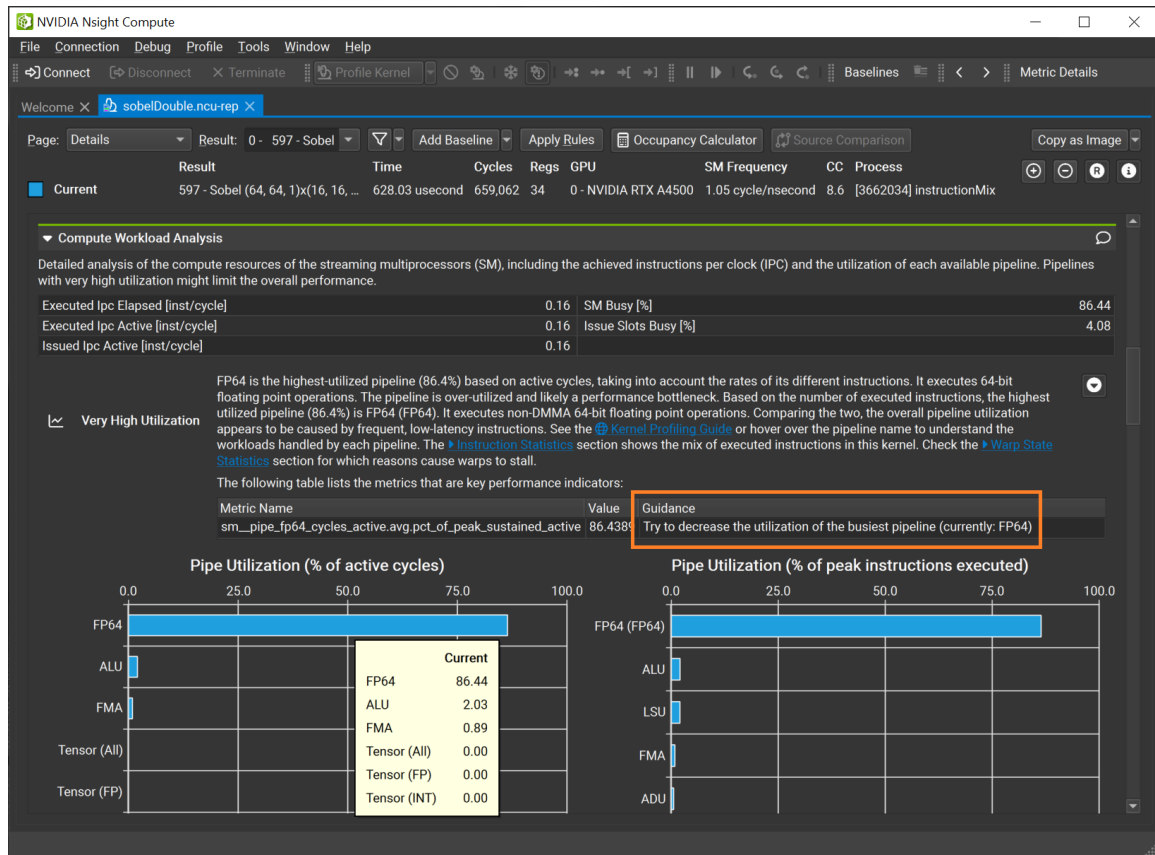 NVIDIA Nsight Compute
File Connection Debug Profile Tools Window Help
Connect Disconnect Terminate Profile Kernel Baselines Metric Details
Welcome sobelDouble.ncu-rep
Page: Details Result: 0 - 597 - Sobel Add Baseline Apply Rules Occupancy Calculator Source Comparison Copy as Image
Result Time Cycles Regs GPU SM Frequency CC Process
Current 597 - Sobel (64, 64, 1)x(16, 16, ... 628.03 usecond 659,062 34 0 - NVIDIA RTX A4500 1.05 cycle/nsecond 8.6 [3662034] instructionMix
Compute Workload Analysis
Detailed analysis of the compute resources of the streaming multiprocessors (SM), including the achieved instructions per clock (IPC) and the utilization of each available pipeline. Pipelines
with very high utilization might limit the overall performance.
Executed Ipc Elapsed [inst/cycle] 0.16 SM Busy [%] 86.44
Executed Ipc Active [inst/cycle] 0.16 Issue Slots Busy [%] 4.08
Issued Ipc Active [inst/cycle] 0.16
Very High Utilization
FP64 is the highest-utilized pipeline (86.4%) based on active cycles, taking into account the rates of its different instructions. It executes 64-bit
floating point operations. The pipeline is over-utilized and likely a performance bottleneck. Based on the number of executed instructions, the highest
utilized pipeline (86.4%) is FP64 (FP64). It executes non-DMMA 64-bit floating point operations. Comparing the two, the overall pipeline utilization
appears to be caused by frequent, low-latency instructions. See the Kernel Profiling Guide or hover over the pipeline name to understand the
workloads handled by each pipeline. The Instruction Statistics section shows the mix of executed instructions in this kernel. Check the Warp State
Statistics section for which reasons cause warps to stall.
The following table lists the metrics that are key performance indicators:
Metric Name Value Guidance
sm__pipe_fp64_cycles_active.avg.pct_of_peak_sustained_active 86.4389 Try to decrease the utilization of the busiest pipeline (currently: FP64)
Pipe Utilization (% of active cycles)
0.0 25.0 50.0 75.0 100.0
FP64
ALU
FMA
Tensor (All)
Tensor (FP)
Current
FP64 86.44
ALU 2.03
FMA 0.89
Tensor (All) 0.00
Tensor (FP) 0.00
Tensor (INT) 0.00
Pipe Utilization (% of peak instructions executed)
0.0 25.0 50.0 75.0 100.0
FP64 (FP64)
ALU
LSU
FMA
ADU